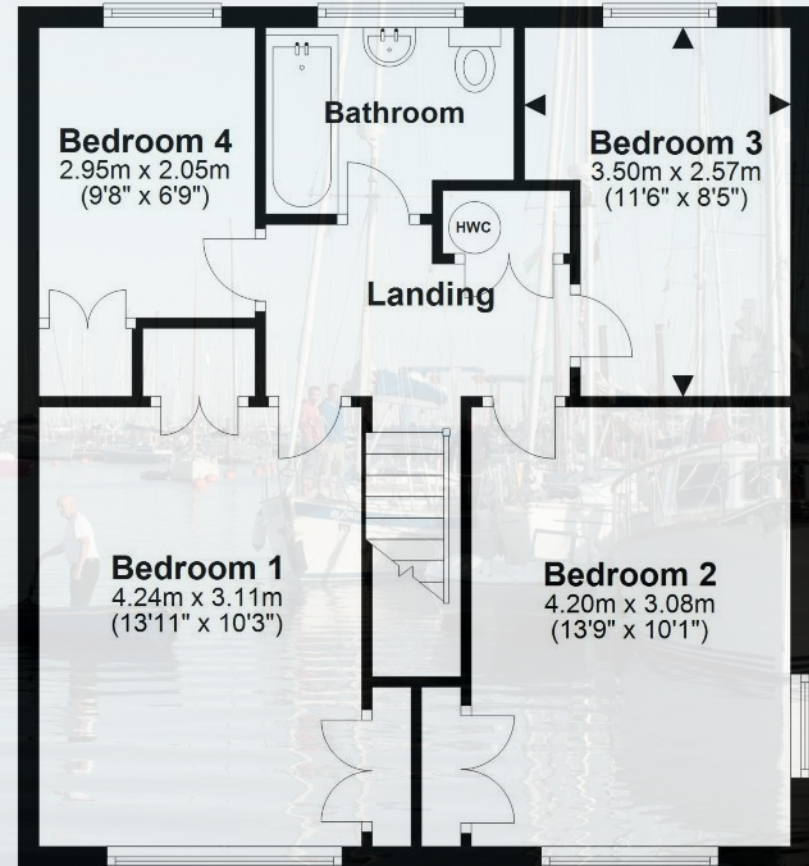 Bedroom 4
2.95m x 2.05m
(9'8" x 6'9")
Bathroom
Bedroom 3
3.50m x 2.57m
(11'6" x 8'5")
HWC
Landing
Bedroom 1
4.24m x 3.11m
(13'11" x 10'3")
Bedroom 2
4.20m x 3.08m
(13'9" x 10'1")